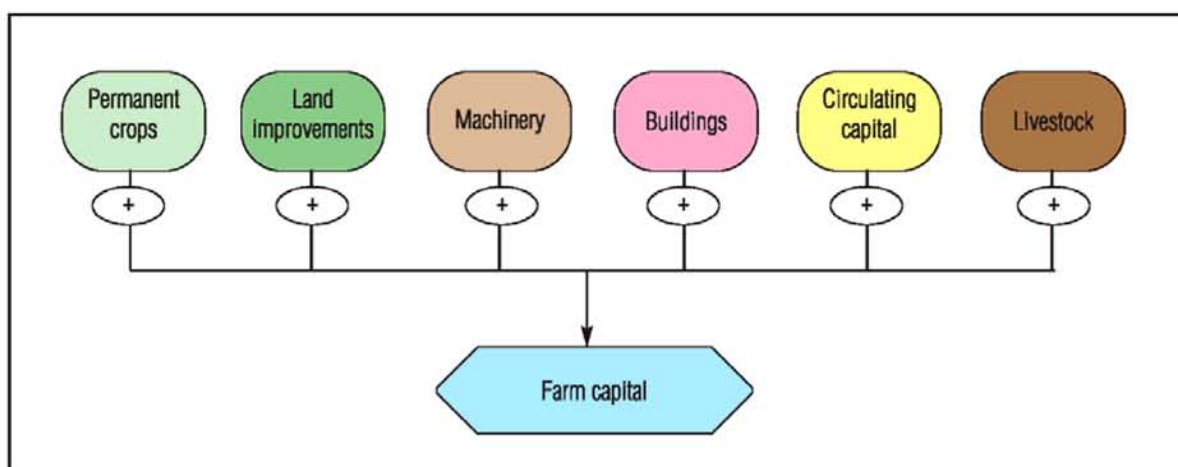 Permanent
crops
Land
improvements
Machinery
Buildings
Circulating
capital
Livestock
+
+
+
+
+
+
Farm capital